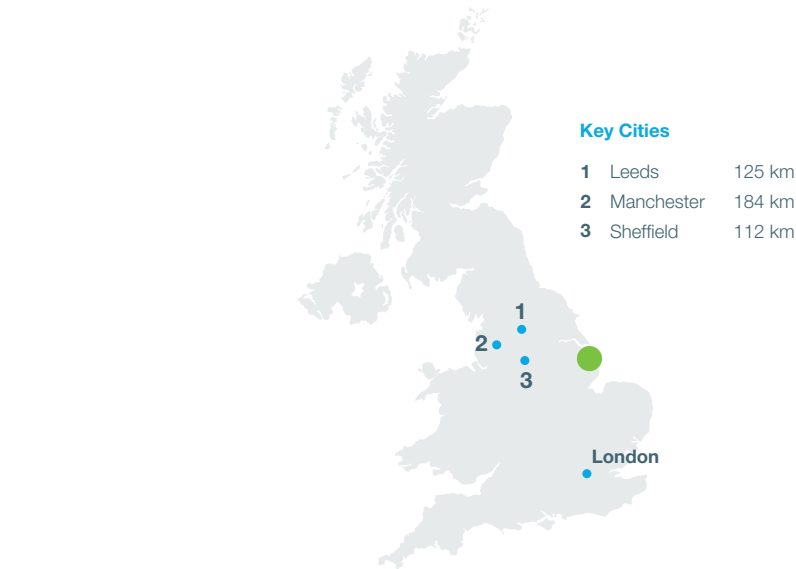 Key Cities
1 Leeds 125 km
2 Manchester 184 km
3 Sheffield 112 km
1
2
3
London